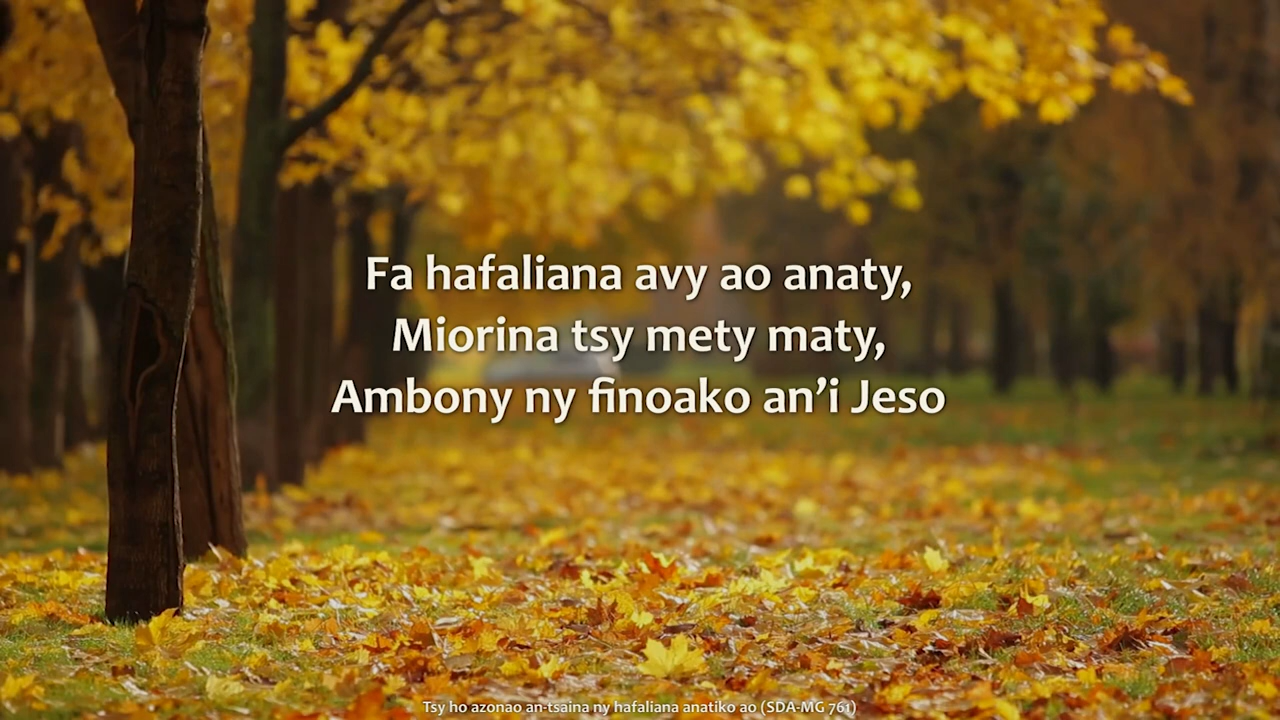 Fa hafaliana avy ao anaty,
Miorina tsy mety maty,
Ambony ny finoako an’i Jeso
Tsy ho azonao an-tsaina ny hafaliana anatiko ao (SDA-MG 761)